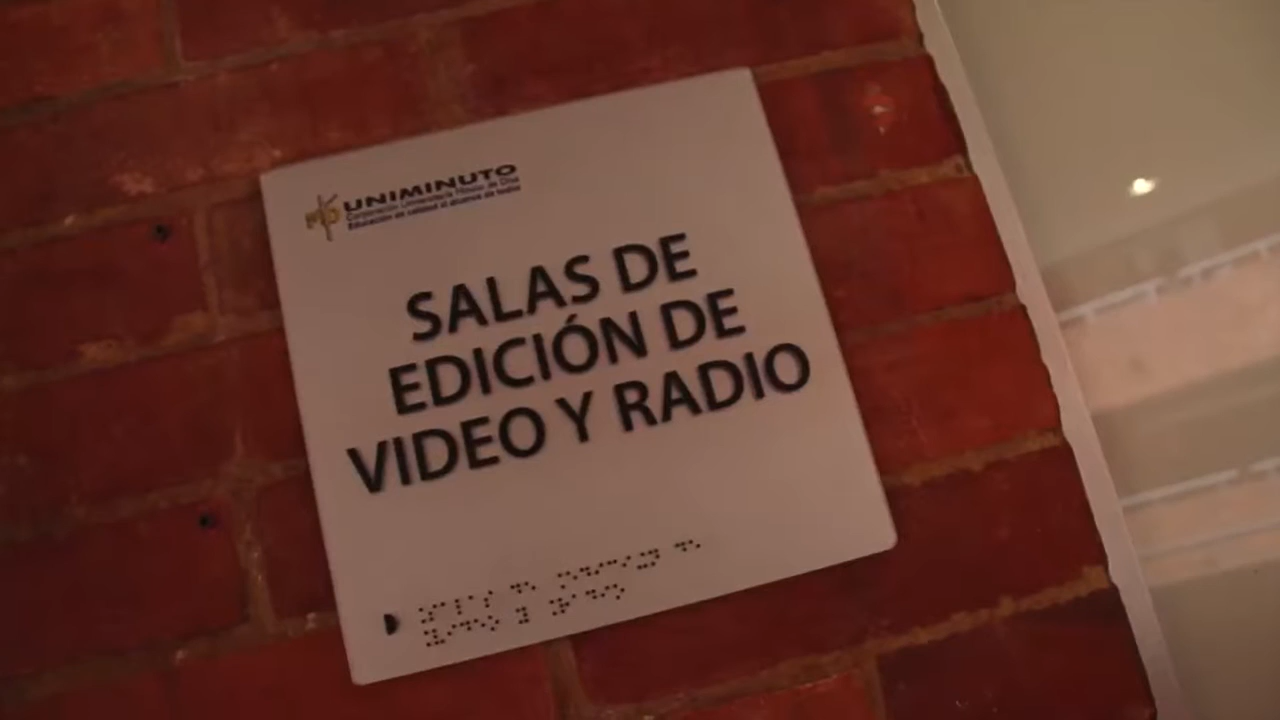 UNIMINUTO
Corporación Universitaria Minuto de Dios
Educación de calidad al alcance de todos
SALAS DE
EDICIÓN DE
VIDEO Y RADIO